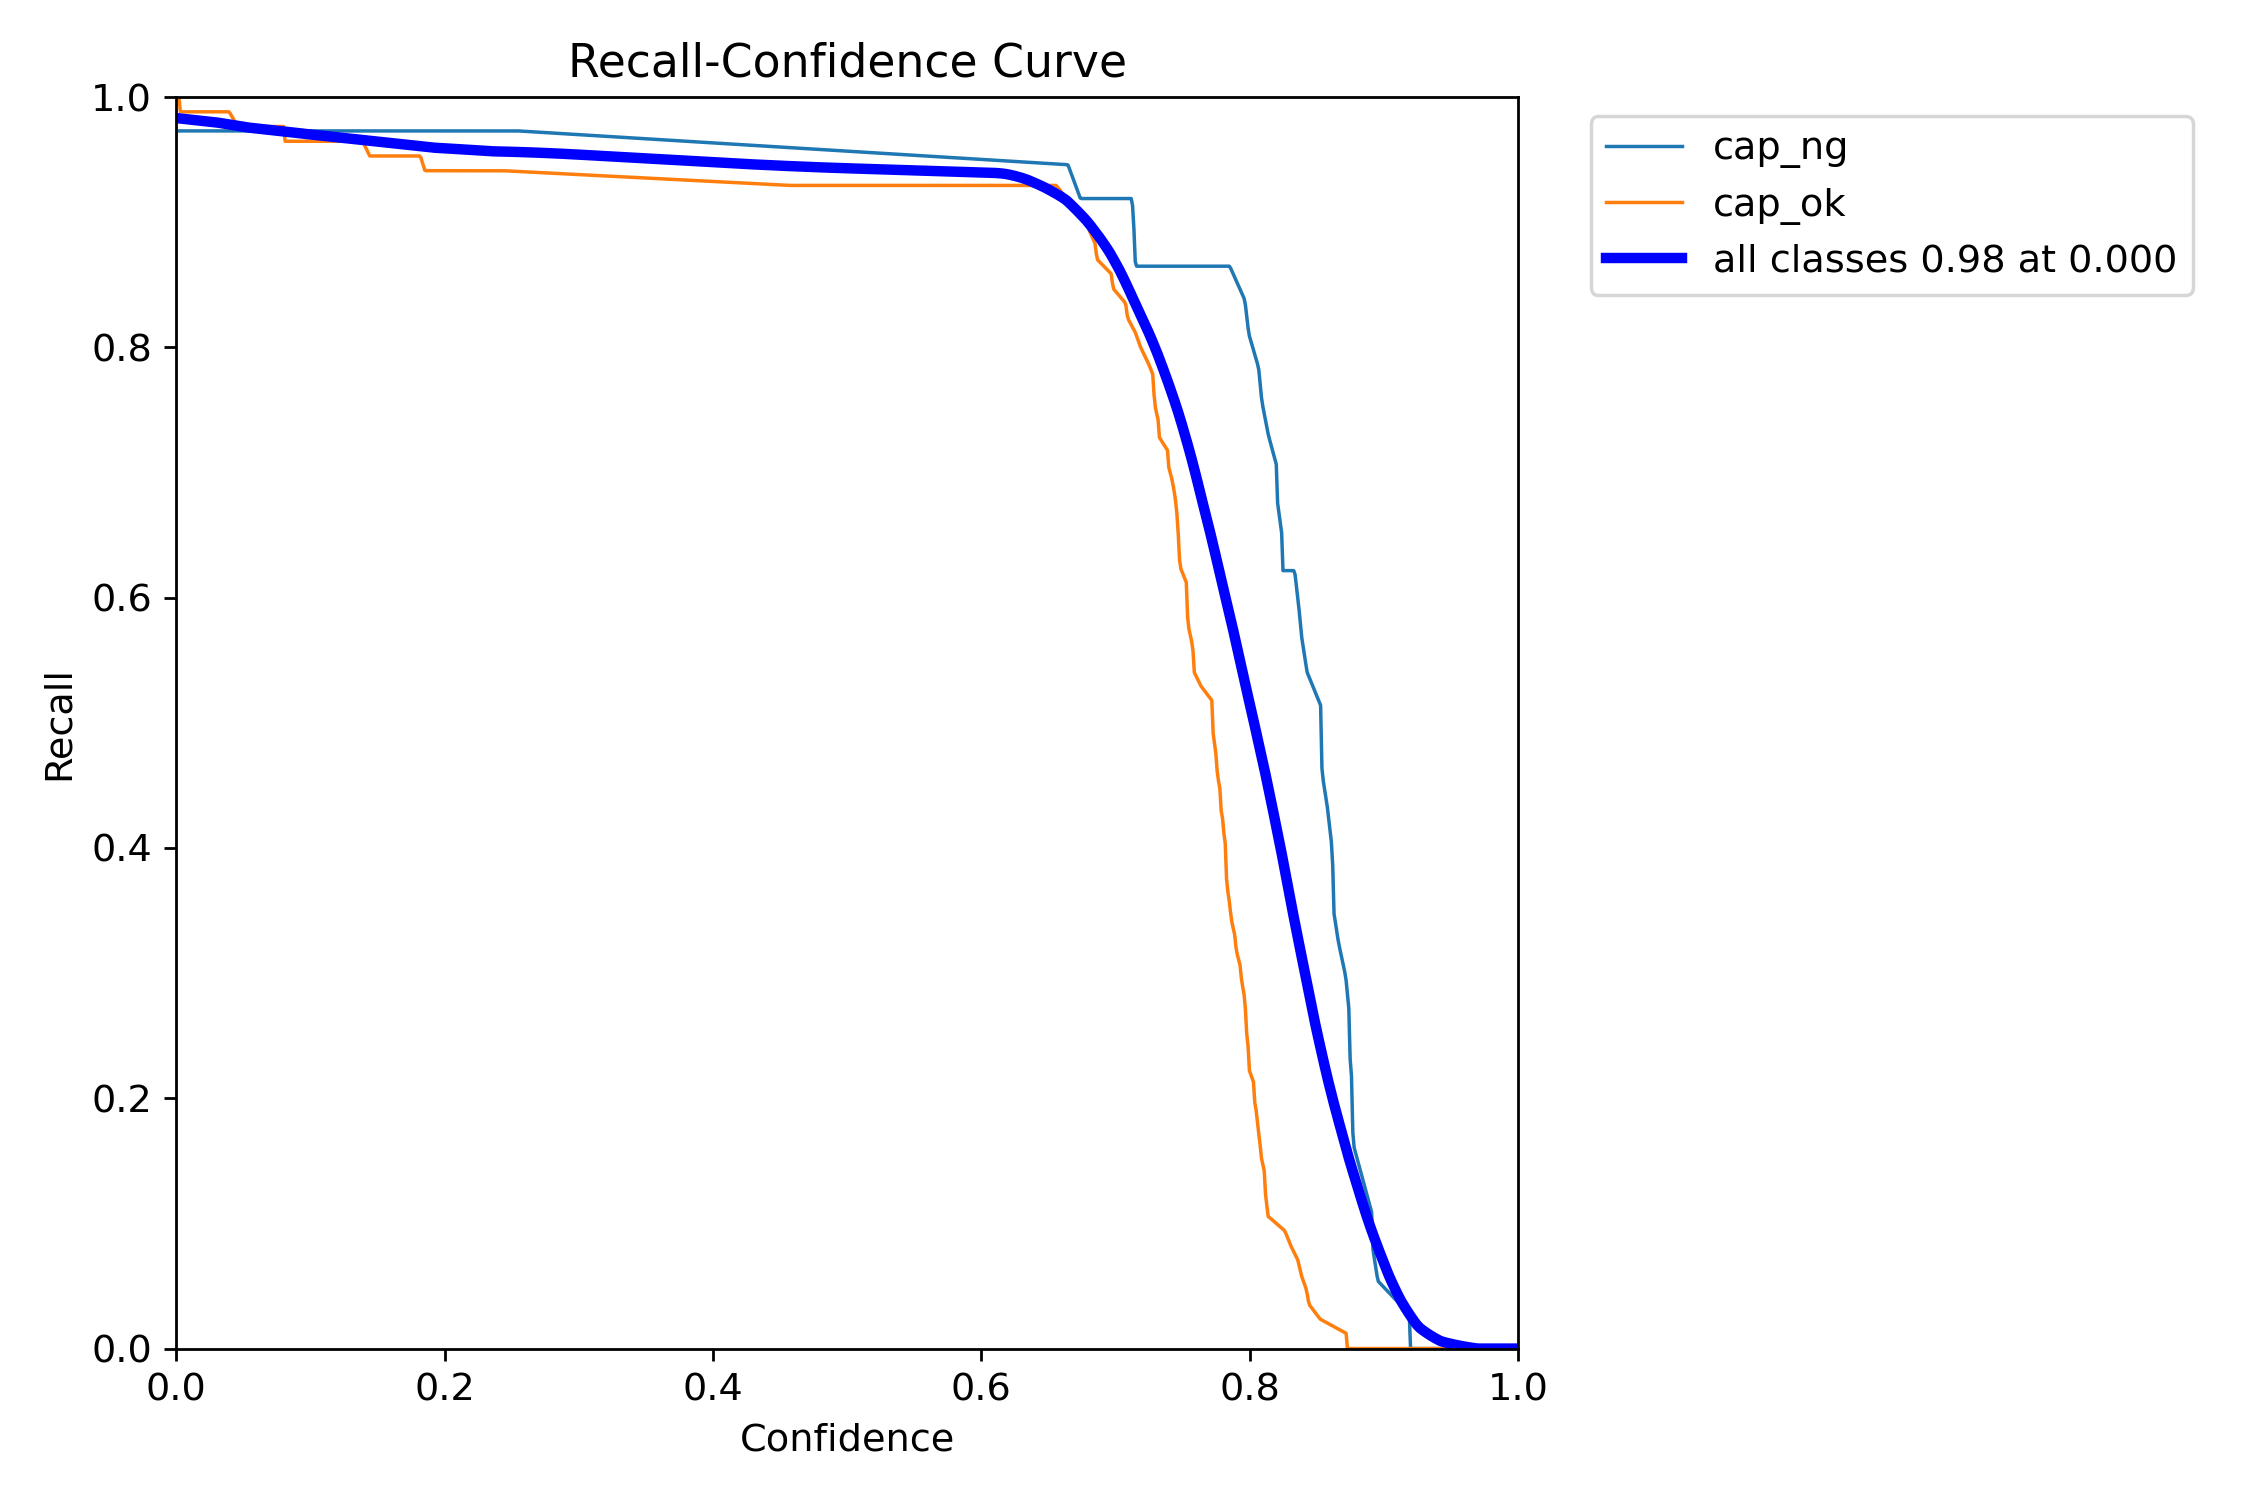 Recall-Confidence Curve
cap_ng
cap_ok
all classes 0.98 at 0.000
1.0
0.8
0.6
0.4
0.2
0.0
Recall
0.0 0.2 0.4 0.6 0.8 1.0
Confidence